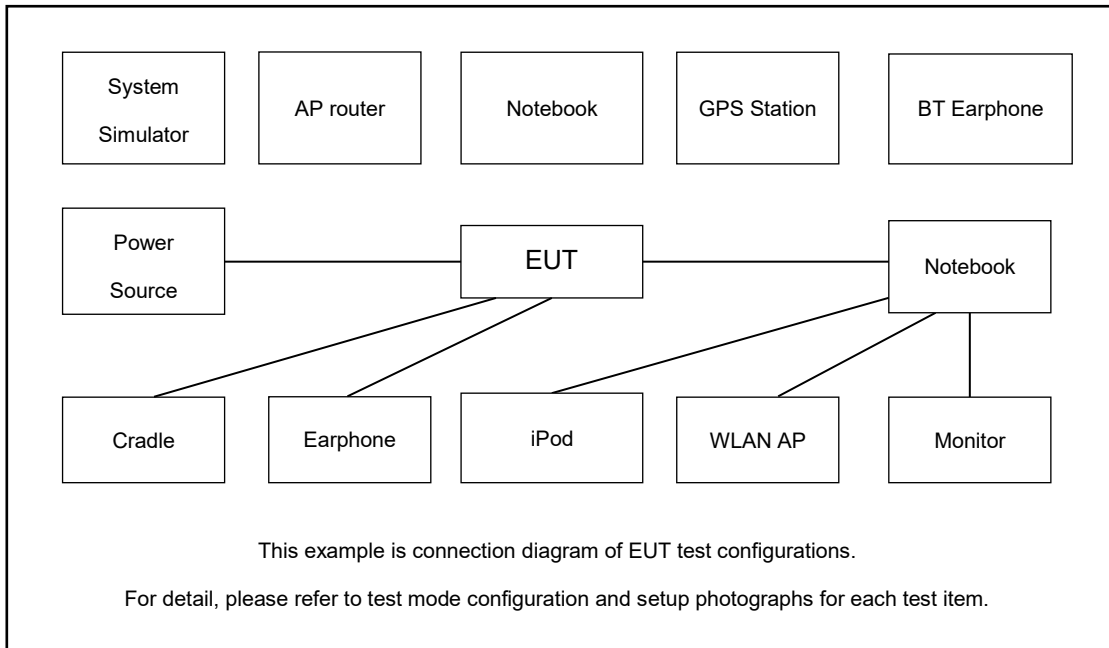 System
Simulator
AP router
Notebook
GPS Station
BT Earphone
Power
Source
EUT
Notebook
Cradle
Earphone
iPod
WLAN AP
Monitor
This example is connection diagram of EUT test configurations.
For detail, please refer to test mode configuration and setup photographs for each test item.